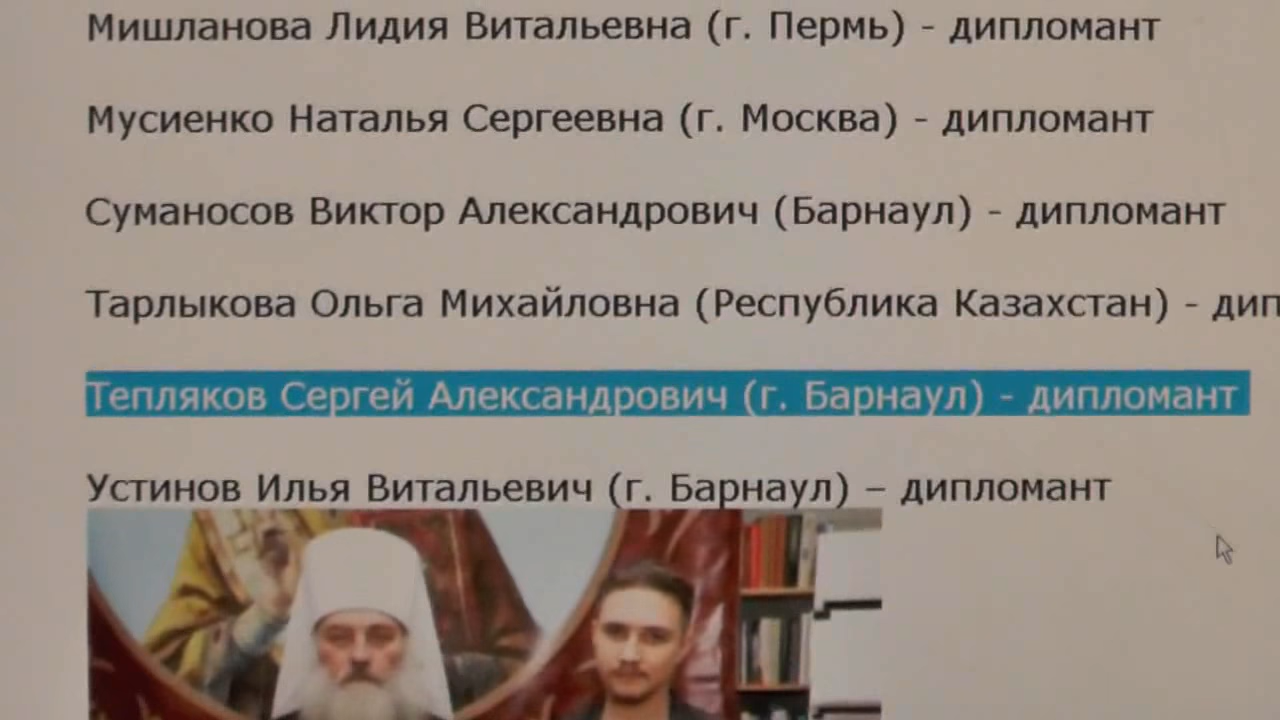 Мишланова Лидия Витальевна (г. Пермь) - дипломант
Мусиенко Наталья Сергеевна (г. Москва) - дипломант
Суманосов Виктор Александрович (Барнаул) - дипломант
Тарлыкова Ольга Михайловна (Республика Казахстан) - дип
Тепляков Сергей Александрович (г. Барнаул) - дипломант
Устинов Илья Витальевич (г. Барнаул) – дипломант